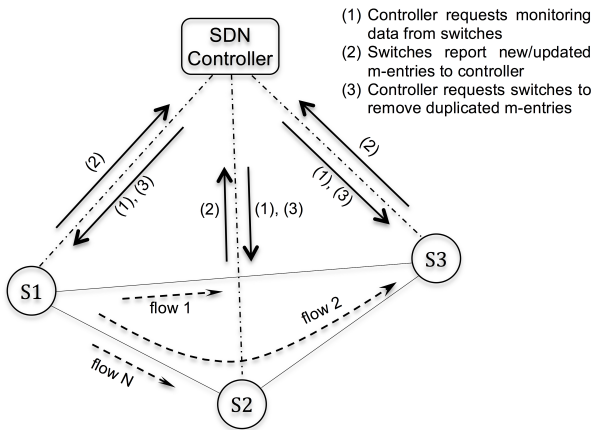 SDN
Controller
(1) Controller requests monitoring
data from switches
(2) Switches report new/updated
m-entries to controller
(3) Controller requests switches to
remove duplicated m-entries
(2)
(1), (3)
(2)
(1), (3)
(2)
(1), (3)
S1
S3
flow 1
flow 2
flow N
S2